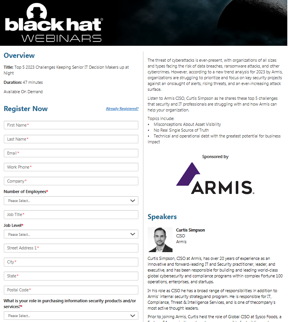 black hat
WEBINARS
Overview
Title: Top 5 2023 Changes Keeping Senior IT Decision Makers up at
Night
Duration: 47 minutes
Available On Demand
Register Now
Already Registered?
First Name*
Last Name*
Email*
Work Phone*
Company*
Number of Employees*
Please Select...
Job Title*
Job Level*
Please Select...
Street Address 1*
City*
State*
Postal Code*
What is your role in purchasing information security products and/or
services?*
Please Select...
The threat of cyberattacks is ever-present, with organizations of all sizes
and types facing the risk of data breaches, ransomware attacks, and other
cybercrimes. However, according to a new trend analysis for 2023 by Armis
organizations are struggling to prioritise and focus on key security projects
against an onslaught of alerts, rising threats, and an ever-increasing attack
surface.
Listen to Armis CISO, Curtis Simpson as he shares these top 5 challenges
that security and IT professionals are struggling with and how Armis can
help your organization.
Topics include:
• Misconceptions About Asset Visibility
• No Real Single Source of Truth
• Technical and operational debt with the greatest potential for business
impact
Sponsored by:
ARMIS.
Speakers
Curtis Simpson
CISO
Armis
Curtis Simpson, CISO at Armis, has over 20 years of experience as an
innovative and forward-leading IT and Security practitioner, leader, and
executive, and has been responsible for building and leading world-class
global cybersecurity and compliance programs within complex Fortune 100
operations, enterprises, and startups.
In his role as CISO he has a broad range of responsibilities in addition to
Armis' internal security strategy and program. He is responsible for IT,
Compliance, Threat & Intelligence Services, and is one of the company's
most active thought leaders.
Prior to joining Armis, Curtis held the role of Global CISO at Sysco Foods, a